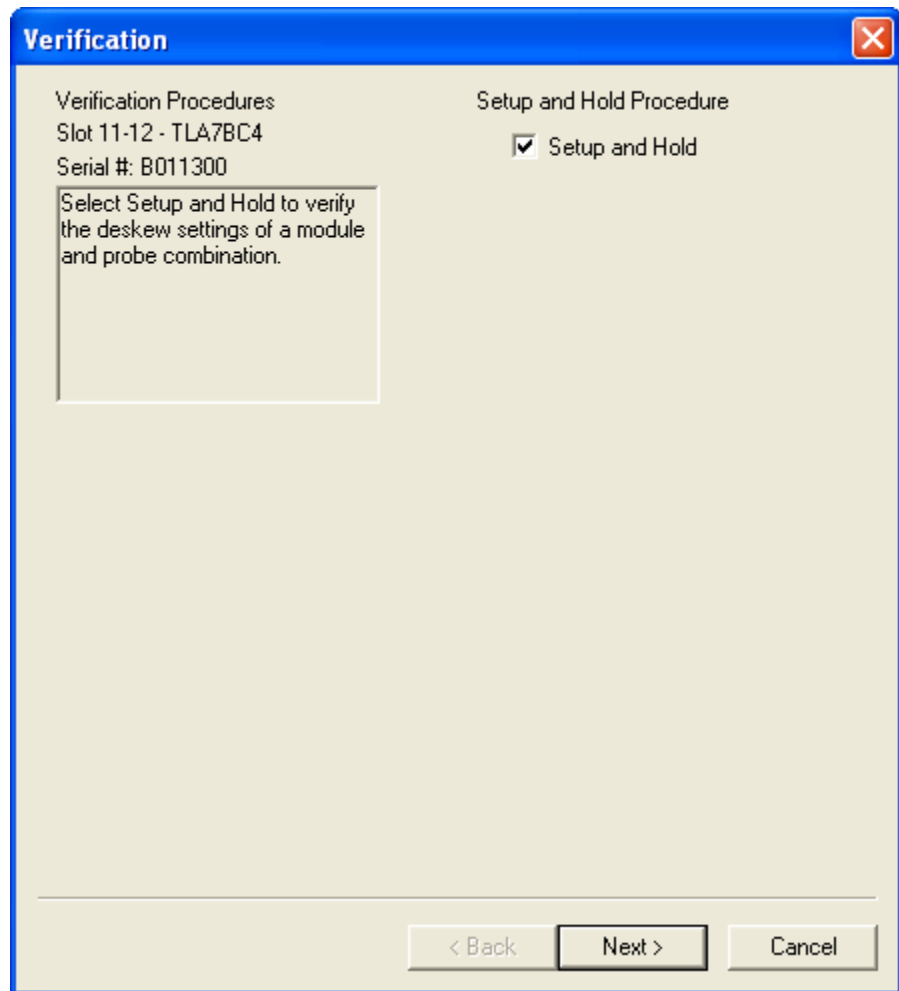 Verification
Verification Procedures
Slot 11-12 - TLA7BC4
Serial #: B011300
Select Setup and Hold to verify
the deskew settings of a module
and probe combination.
Setup and Hold Procedure
Setup and Hold
< Back
Next >
Cancel